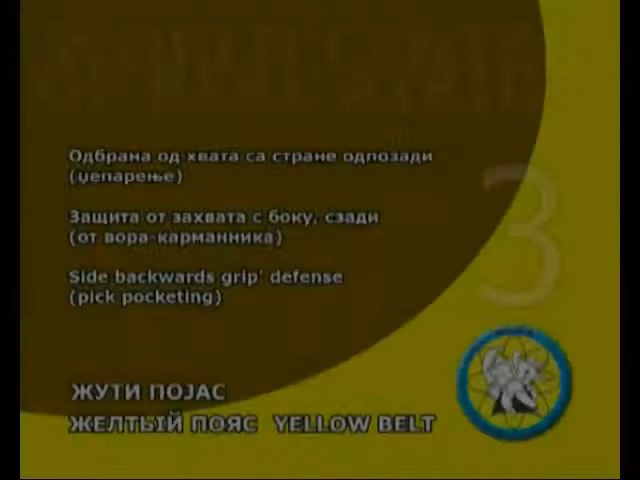 Одбрана од хвата са стране одпозади
(џепарење)
Защита от захвата с боку, сзади
(от вора-карманника)
Side backwards grip' defense
(pick pocketing)
3
ЖУТИ ПОЈАС
ЖЕЛТЫЙ ПОЯС YELLOW BELT